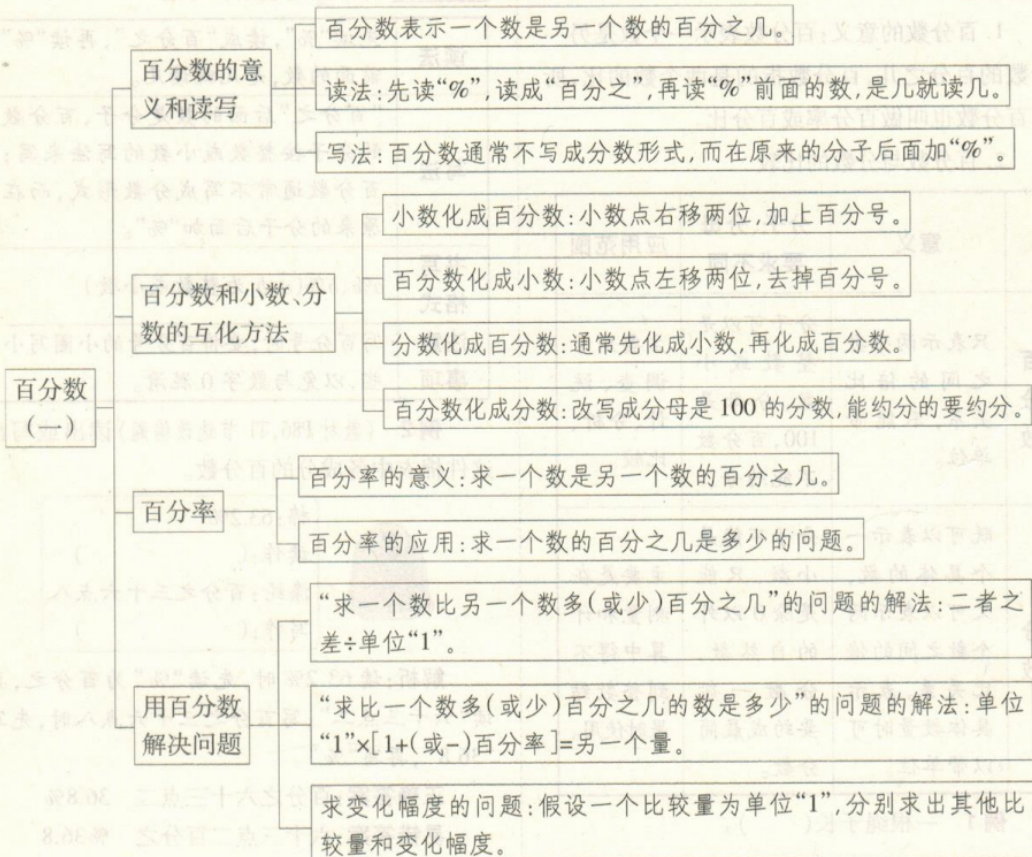 百分数表示一个数是另一个数的百分之几。
百分数的意
义和读写
读法:先读“%”,读成“百分之”,再读“%”前面的数,是几就读几。
写法:百分数通常不写成分数形式,而在原来的分子后面加“%”。
小数化成百分数:小数点右移两位,加上百分号。
百分数和小数、分
数的互化方法
百分数化成小数:小数点左移两位,去掉百分号。
分数化成百分数:通常先化成小数,再化成百分数。
百分数化成分数:改写成分母是100的分数,能约分的要约分。
百分数
(一)
百分率
百分率的意义:求一个数是另一个数的百分之几。
百分率的应用:求一个数的百分之几是多少的问题。
用百分数
解决问题
“求一个数比另一个数多(或少)百分之几”的问题的解法:二者之
差÷单位“1”。
“求比一个数多(或少)百分之几的数是多少”的问题的解法:单位
“1”×[1+(或-)百分率]=另一个量。
求变化幅度的问题:假设一个比较量为单位“1”,分别求出其他比
较量和变化幅度。